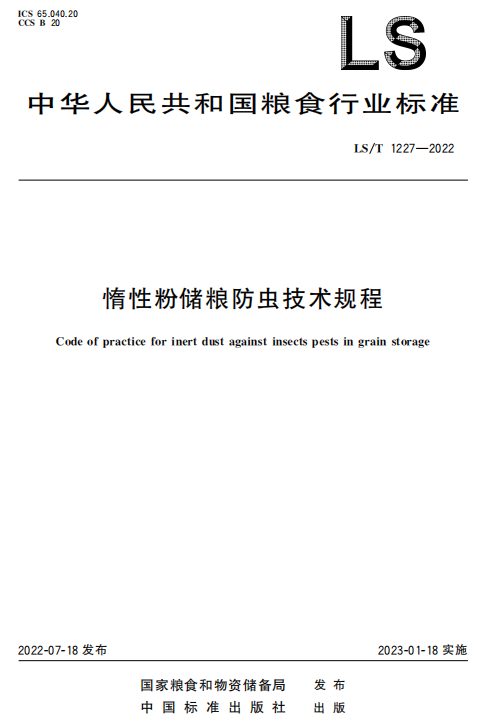 ICS 65.040.20
CCS B 20
LS
中华人民共和国粮食行业标准
LS/T 1227—2022
惰性粉储粮防虫技术规程
Code of practice for inert dust against insects pests in grain storage
2022-07-18 发布 2023-01-18 实施
国家粮食和物资储备局 发布
中国标准出版社 出版